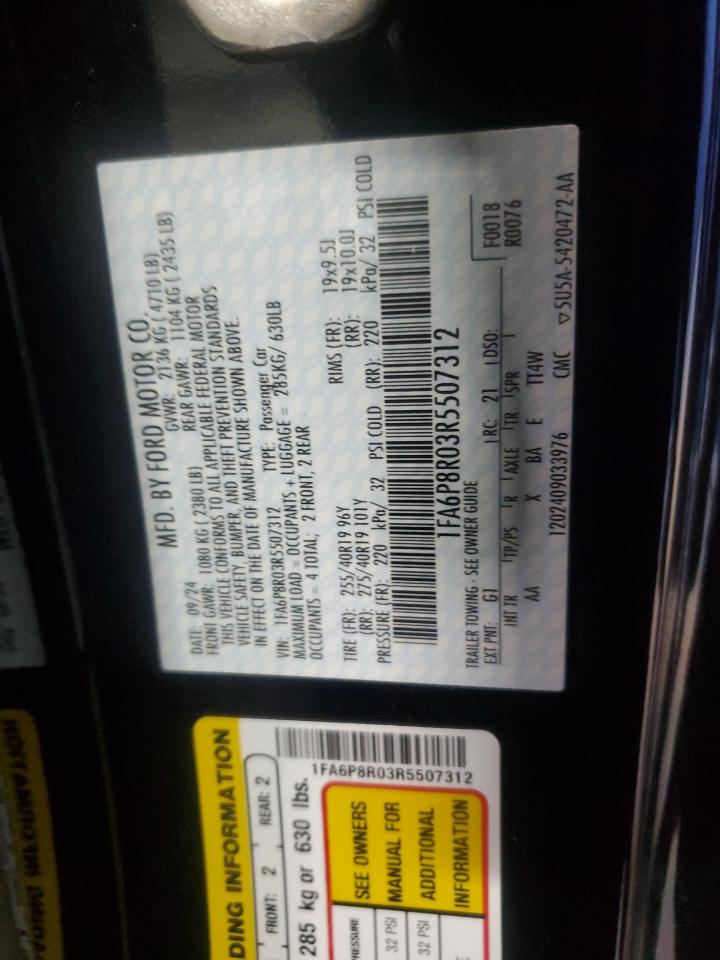 MFD. BY FORD MOTOR CO.
DATE: 09/24 GVWR: 2136 KG ( 4710 LB)
FRONT GAWR: 1080 KG ( 2380 LB) REAR GAWR: 1104 KG ( 2435 LB)
THIS VEHICLE CONFORMS TO ALL APPLICABLE FEDERAL MOTOR
VEHICLE SAFETY, BUMPER, AND THEFT PREVENTION STANDARDS
IN EFFECT ON THE DATE OF MANUFACTURE SHOWN ABOVE.
VIN: 1FA6P8R03R5507312 TYPE: Passenger Car
MAXIMUM LOAD = OCCUPANTS + LUGGAGE = 285KG/ 630LB
OCCUPANTS = 4 TOTAL; 2 FRONT, 2 REAR
TIRE (FR): 255/40R19 96Y RIMS (FR): 19x9.5J
(RR): 275/40R19 101Y (RR): 19x10.0J
PRESSURE (FR): 220 kPa/ 32 PSI COLD (RR): 220 kPa/ 32 PSI COLD
1FA6P8R03R5507312
TRAILER TOWING - SEE OWNER GUIDE
EXT PNT: G1 RC: 21 DSO: F0018
R0076
INT TR TP/PS R AXLE TR SPR
AA X BA E TT4W
1202409033976 CMC ▽5U5A-5420472-AA
DING INFORMATION
FRONT: 2 REAR: 2
285 kg or 630 lbs.
1FA6P8R03R5507312
SEE OWNERS
MANUAL FOR
ADDITIONAL
INFORMATION
32 PSI
32 PSI